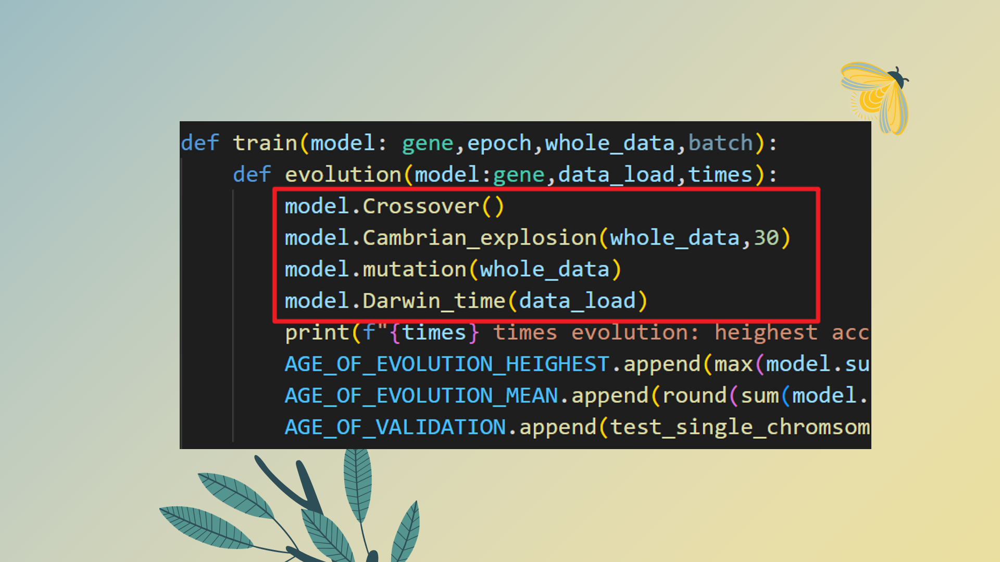 def train(model: gene,epoch,whole_data,batch):
def evolution(model:gene,data_load,times):
model.Crossover()
model.Cambrian_explosion(whole_data,30)
model.mutation(whole_data)
model.Darwin_time(data_load)
print(f"{times} times evolution: heighest acc
AGE_OF_EVOLUTION_HEIGHEST.append(max(model.su
AGE_OF_EVOLUTION_MEAN.append(round(sum(model.
AGE_OF_VALIDATION.append(test_single_chromsom